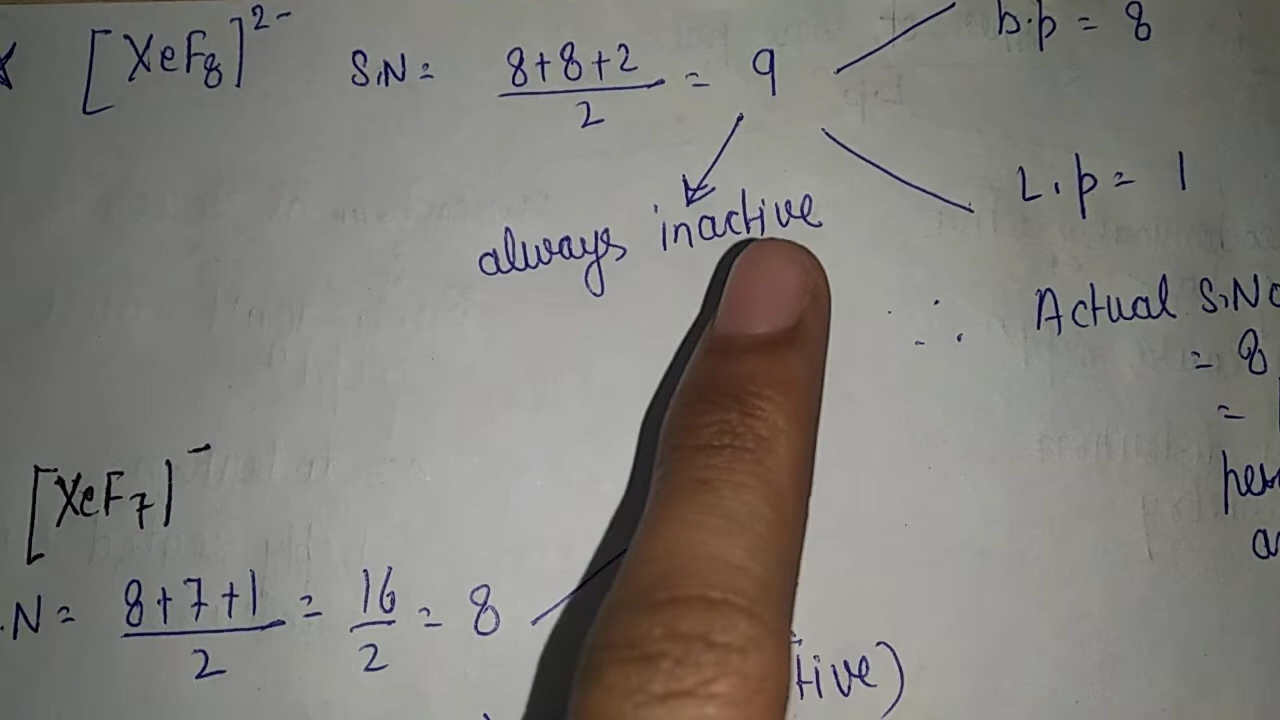 [XeF8]2- S.N = 8+8+2 / 2 = 9 b.p = 8
L.p = 1
always inactive
∴ Actual S.No
= 8
=
[XeF7]-
.N = 8+7+1 / 2 = 16 / 2 = 8
tive)